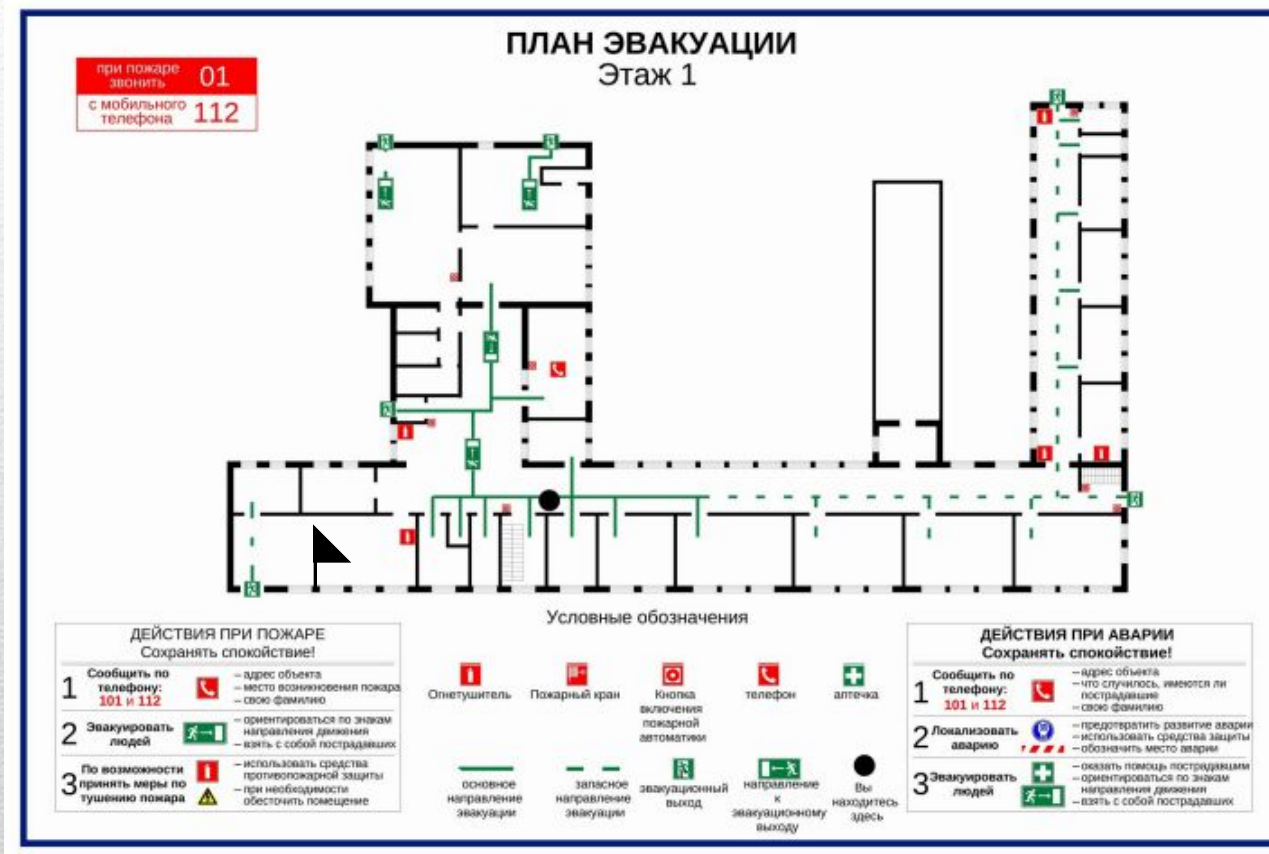 ПЛАН ЭВАКУАЦИИ
Этаж 1
при пожаре
звонить 01
с мобильного
телефона 112
Условные обозначения
ДЕЙСТВИЯ ПРИ ПОЖАРЕ
Сохранять спокойствие!
1 Сообщить по
телефону:
101 и 112
– адрес объекта
– место возникновения пожара
– свою фамилию
2 Эвакуировать
людей
– ориентироваться по знакам
направления движения
– взять с собой пострадавших
3 По возможности
принять меры по
тушению пожара
– использовать средства
противопожарной защиты
– при необходимости
обесточить помещение
Огнетушитель
Пожарный кран
Кнопка
включения
пожарной
автоматики
телефон
аптечка
основное
направление
эвакуации
запасное
направление
эвакуации
эвакуационный
выход
направление
к
эвакуационному
выходу
Вы
находитесь
здесь
ДЕЙСТВИЯ ПРИ АВАРИИ
Сохранять спокойствие!
1 Сообщить по
телефону:
101 и 112
– адрес объекта
– что случилось, имеются ли
пострадавшие
– свою фамилию
2 Локализовать
аварию
– предотвратить развитие аварии
– использовать средства защиты
– обозначить место аварии
3 Эвакуировать
людей
– оказать помощь пострадавшим
– ориентироваться по знакам
направления движения
– взять с собой пострадавших